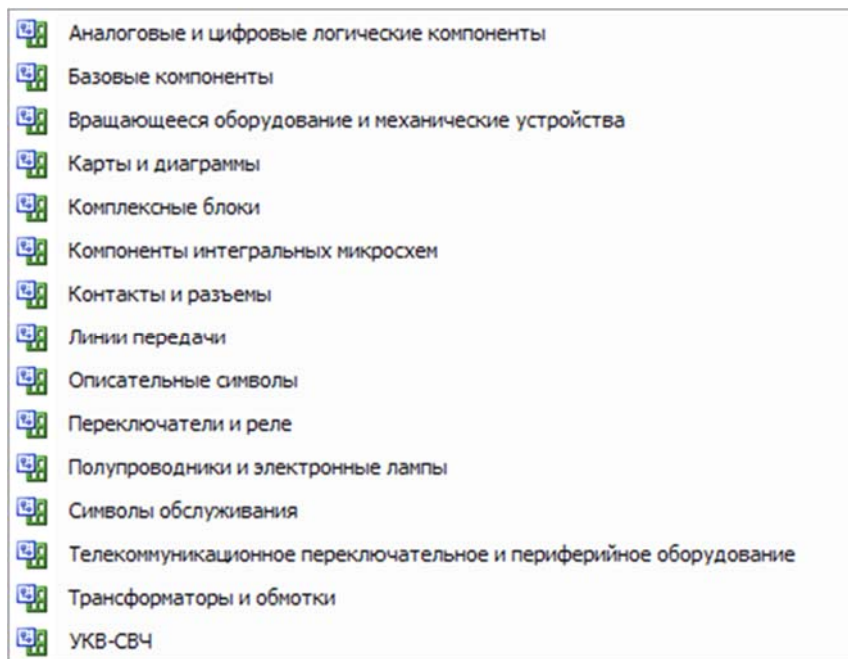 Аналоговые и цифровые логические компоненты
Базовые компоненты
Вращающееся оборудование и механические устройства
Карты и диаграммы
Комплексные блоки
Компоненты интегральных микросхем
Контакты и разъемы
Линии передачи
Описательные символы
Переключатели и реле
Полупроводники и электронные лампы
Символы обслуживания
Телекоммуникационное переключательное и периферийное оборудование
Трансформаторы и обмотки
УКВ-СВЧ